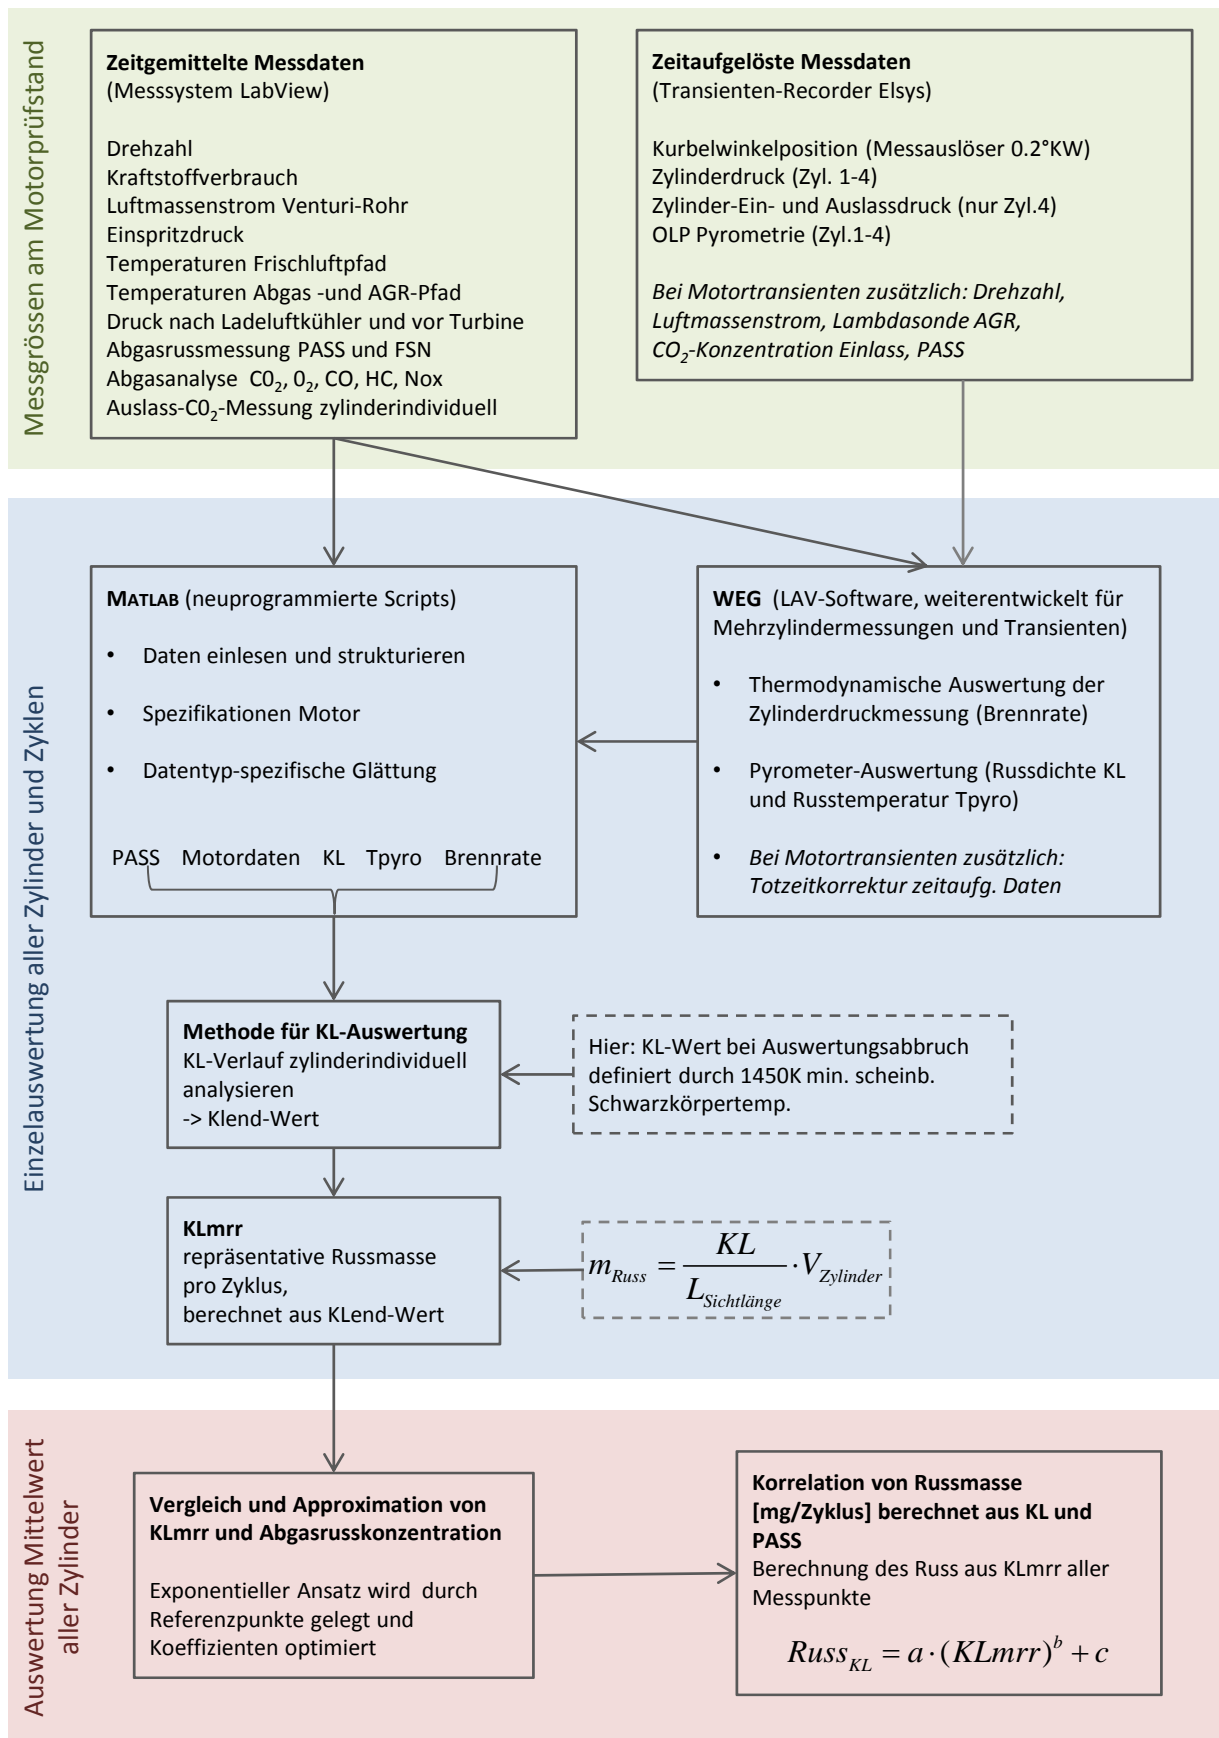 Messgrössen am Motorprüfstand
Zeitgemittelte Messdaten
(Messsystem LabView)
Drehzahl
Kraftstoffverbrauch
Luftmassenstrom Venturi-Rohr
Einspritzdruck
Temperaturen Frischluftpfad
Temperaturen Abgas -und AGR-Pfad
Druck nach Ladeluftkühler und vor Turbine
Abgasrussmessung PASS und FSN
Abgasanalyse C0₂, 0₂, CO, HC, Nox
Auslass-C0₂-Messung zylinderindividuell
Zeitaufgelöste Messdaten
(Transienten-Recorder Elsys)
Kurbelwinkelposition (Messauslöser 0.2°KW)
Zylinderdruck (Zyl. 1-4)
Zylinder-Ein- und Auslassdruck (nur Zyl.4)
OLP Pyrometrie (Zyl.1-4)
Bei Motortransienten zusätzlich: Drehzahl,
Luftmassenstrom, Lambdasonde AGR,
CO₂-Konzentration Einlass, PASS
Einzelauswertung aller Zylinder und Zyklen
MATLAB (neuprogrammierte Scripts)
• Daten einlesen und strukturieren
• Spezifikationen Motor
• Datentyp-spezifische Glättung
PASS Motordaten KL Tpyro Brennrate
WEG (LAV-Software, weiterentwickelt für
Mehrzylindermessungen und Transienten)
• Thermodynamische Auswertung der
Zylinderdruckmessung (Brennrate)
• Pyrometer-Auswertung (Russdichte KL
und Russtemperatur Tpyro)
• Bei Motortransienten zusätzlich:
Totzeitkorrektur zeitaufg. Daten
Methode für KL-Auswertung
KL-Verlauf zylinderindividuell
analysieren
-> Klend-Wert
Hier: KL-Wert bei Auswertungsabbruch
definiert durch 1450K min. scheinb.
Schwarzkörpertemp.
KLmrr
repräsentative Russmasse
pro Zyklus,
berechnet aus KLend-Wert
m_Russ = KL / L_Sichtlänge · V_Zylinder
Auswertung Mittelwert
aller Zylinder
Vergleich und Approximation von
KLmrr und Abgasrusskonzentration
Exponentieller Ansatz wird durch
Referenzpunkte gelegt und
Koeffizienten optimiert
Korrelation von Russmasse
[mg/Zyklus] berechnet aus KL und
PASS
Berechnung des Russ aus KLmrr aller
Messpunkte
Russ_KL = a · (KLmrr)^b + c